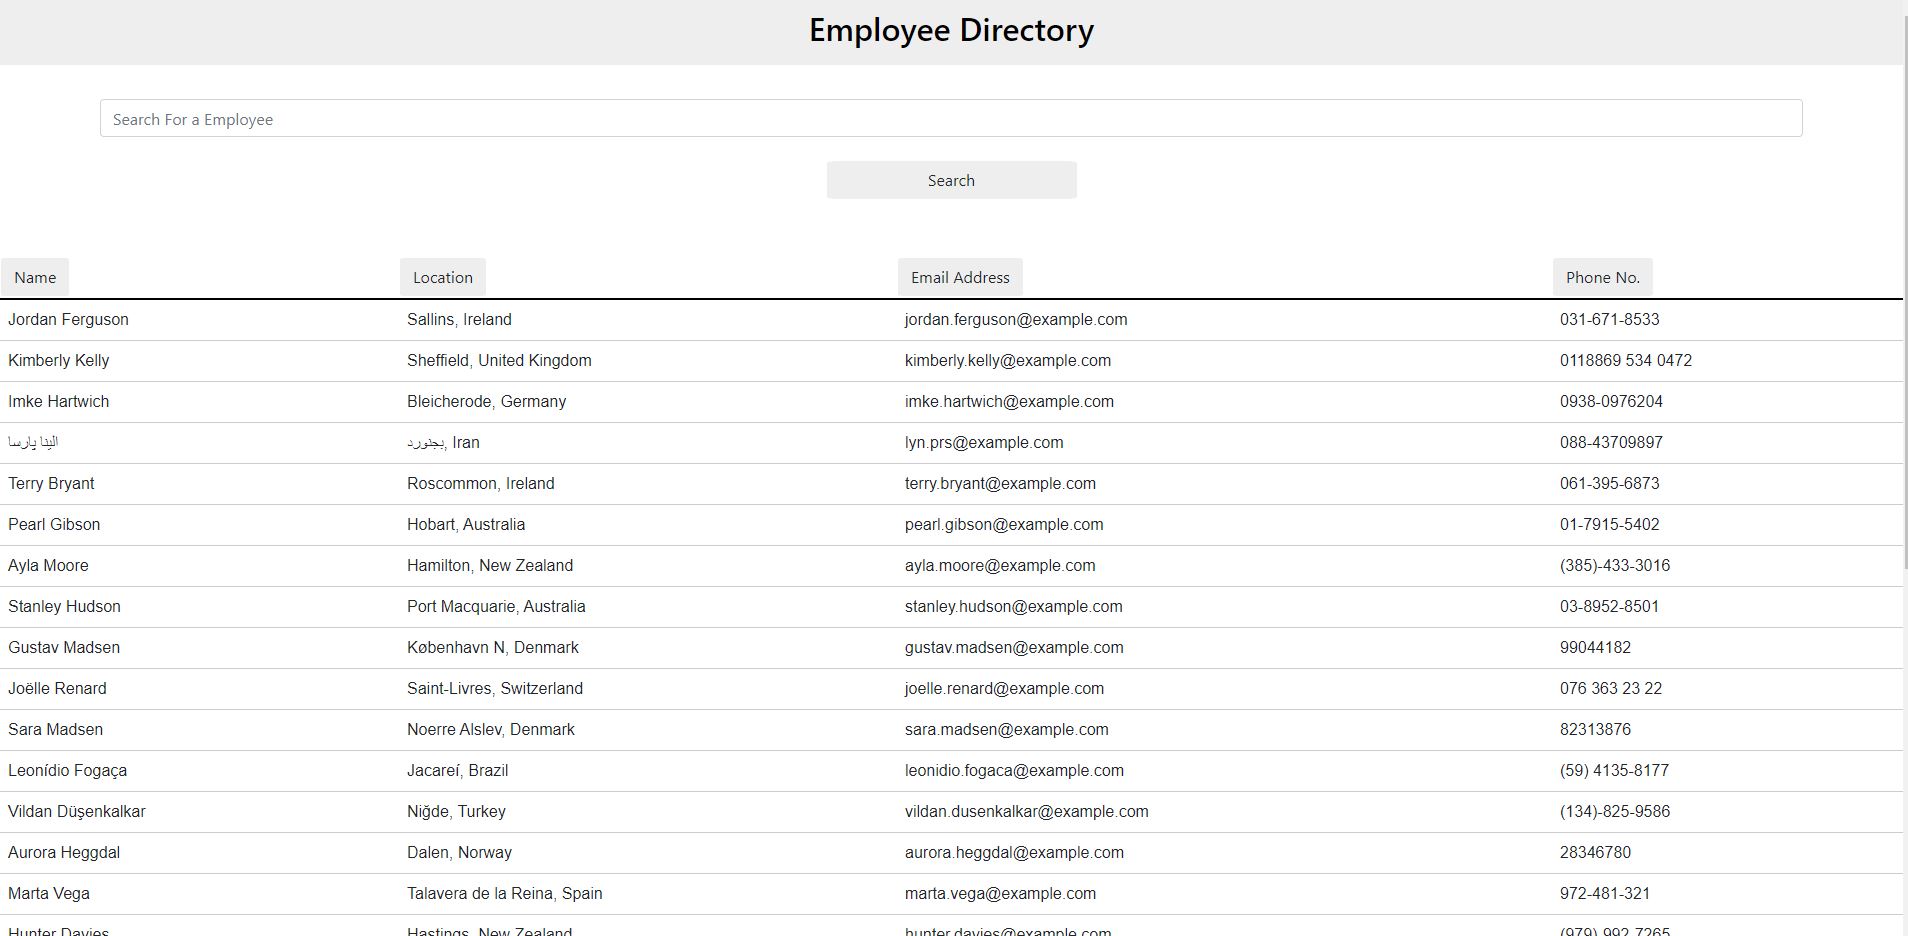 Employee Directory
Search For a Employee
Search
Name Location Email Address Phone No.
Jordan Ferguson Sallins, Ireland jordan.ferguson@example.com 031-671-8533
Kimberly Kelly Sheffield, United Kingdom kimberly.kelly@example.com 0118869 534 0472
Imke Hartwich Bleicherode, Germany imke.hartwich@example.com 0938-0976204
الینا پارسا بجنورد, Iran lyn.prs@example.com 088-43709897
Terry Bryant Roscommon, Ireland terry.bryant@example.com 061-395-6873
Pearl Gibson Hobart, Australia pearl.gibson@example.com 01-7915-5402
Ayla Moore Hamilton, New Zealand ayla.moore@example.com (385)-433-3016
Stanley Hudson Port Macquarie, Australia stanley.hudson@example.com 03-8952-8501
Gustav Madsen København N, Denmark gustav.madsen@example.com 99044182
Joëlle Renard Saint-Livres, Switzerland joelle.renard@example.com 076 363 23 22
Sara Madsen Noerre Alslev, Denmark sara.madsen@example.com 82313876
Leonídio Fogaça Jacareí, Brazil leonidio.fogaca@example.com (59) 4135-8177
Vildan Düşenkalkar Niğde, Turkey vildan.dusenkalkar@example.com (134)-825-9586
Aurora Heggdal Dalen, Norway aurora.heggdal@example.com 28346780
Marta Vega Talavera de la Reina, Spain marta.vega@example.com 972-481-321
Hunter Davies Hastings, New Zealand hunter.davies@example.com (979)-992-7265